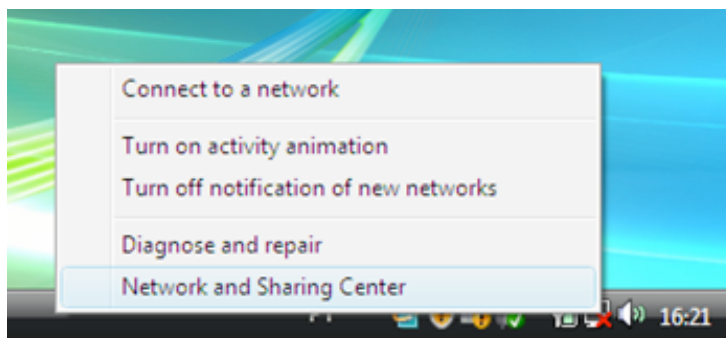 Connect to a network
Turn on activity animation
Turn off notification of new networks
Diagnose and repair
Network and Sharing Center
16:21